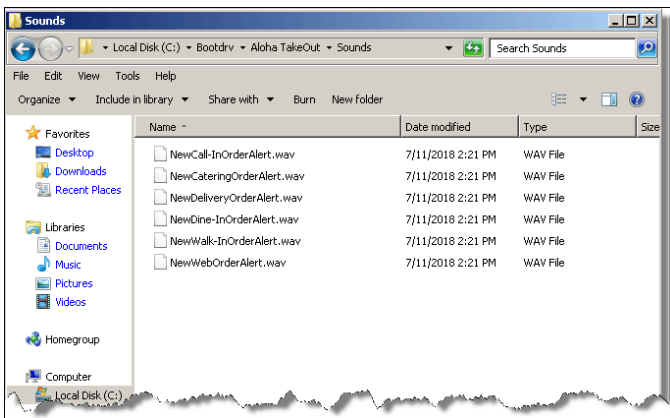 Sounds
Local Disk (C:) Bootdrv Aloha TakeOut Sounds
Search Sounds
File Edit View Tools Help
Organize Include in library Share with Burn New folder
Favorites
Desktop
Downloads
Recent Places
Libraries
Documents
Music
Pictures
Videos
Homegroup
Computer
Local Disk (C:)
Name Date modified Type Size
NewCall-InOrderAlert.wav 7/11/2018 2:21 PM WAV File
NewCateringOrderAlert.wav 7/11/2018 2:21 PM WAV File
NewDeliveryOrderAlert.wav 7/11/2018 2:21 PM WAV File
NewDine-InOrderAlert.wav 7/11/2018 2:21 PM WAV File
NewWalk-InOrderAlert.wav 7/11/2018 2:21 PM WAV File
NewWebOrderAlert.wav 7/11/2018 2:21 PM WAV File